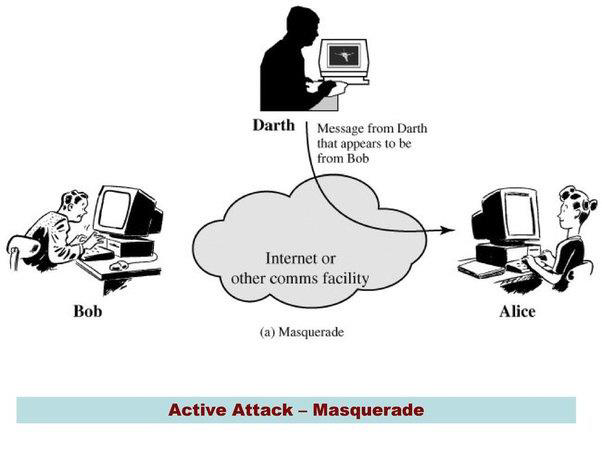 Darth
Message from Darth
that appears to be
from Bob
Internet or
other comms facility
Bob
Alice
(a) Masquerade
Active Attack – Masquerade